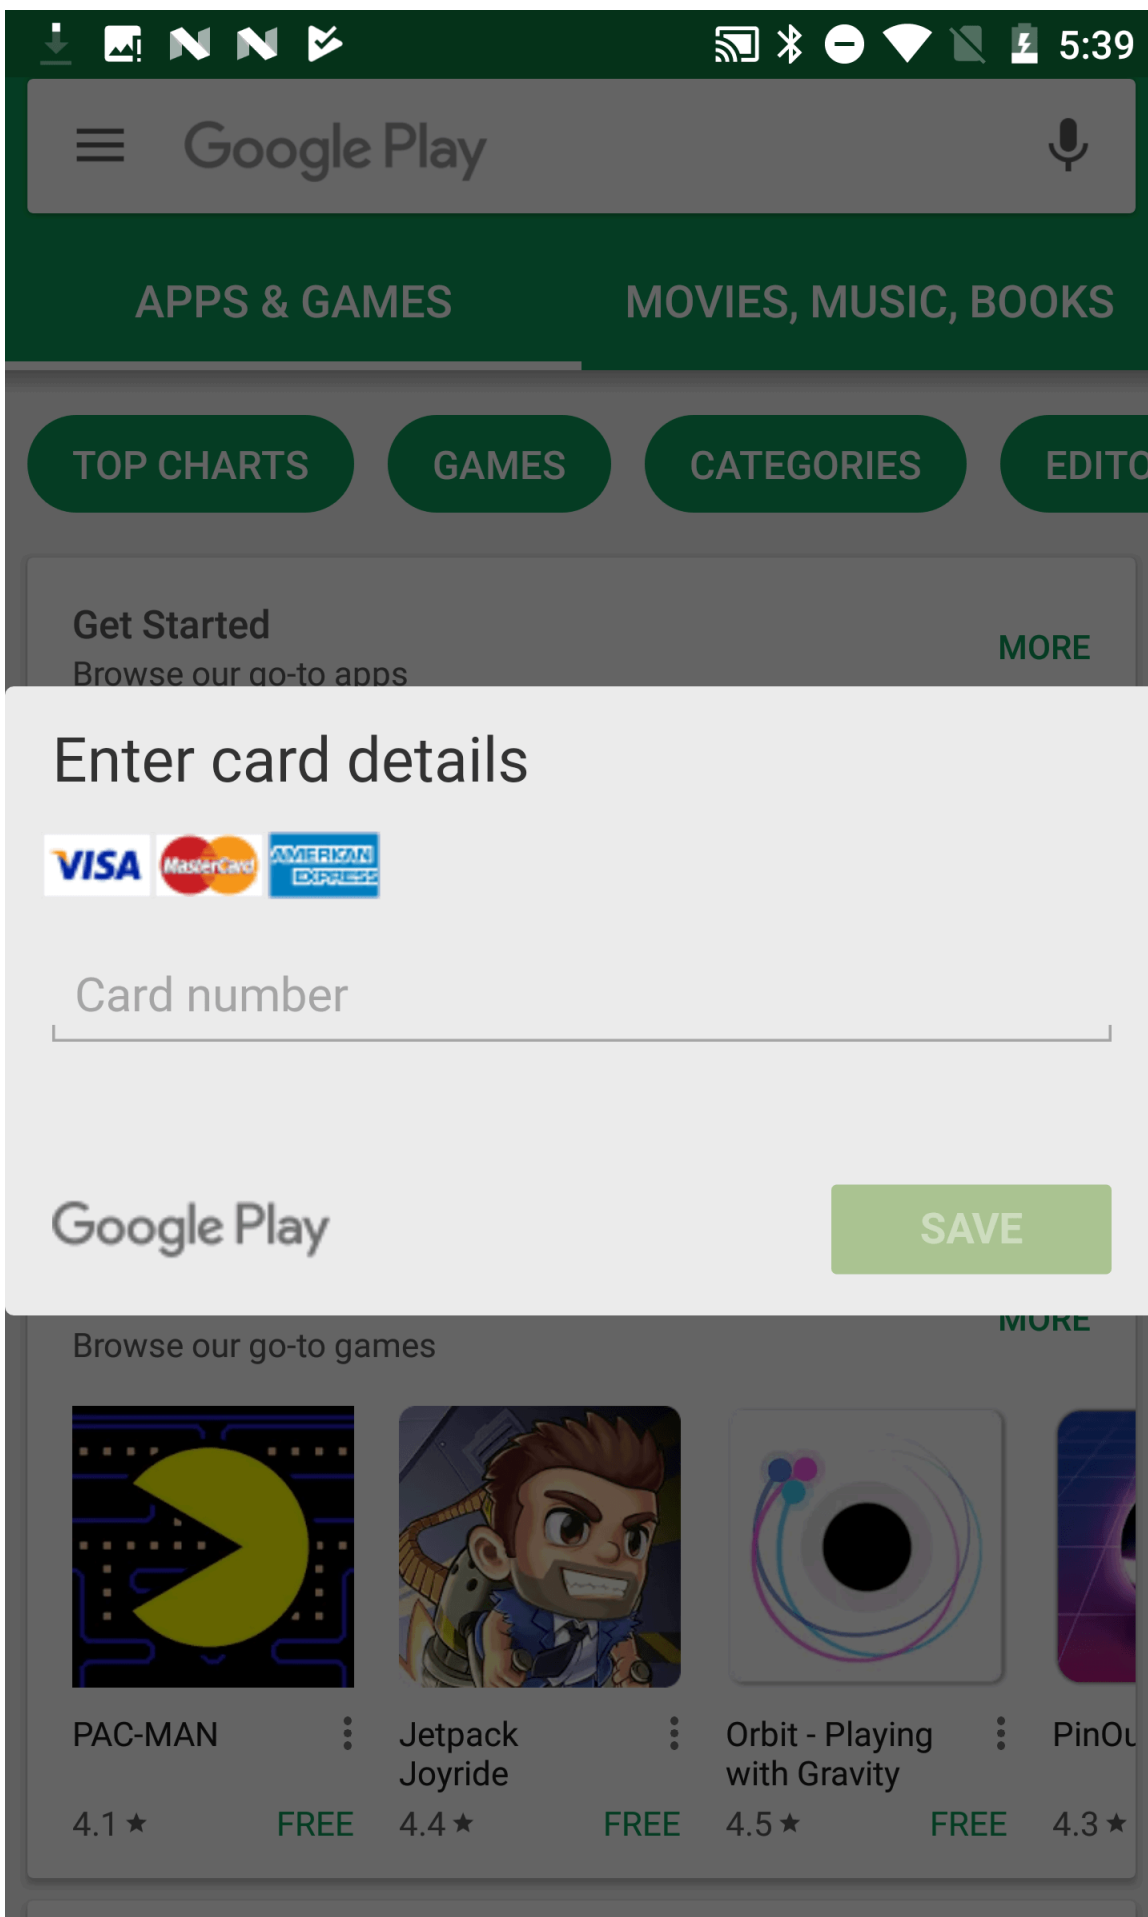 5:39
Google Play
APPS & GAMES
MOVIES, MUSIC, BOOKS
TOP CHARTS
GAMES
CATEGORIES
EDITO
Get Started
MORE
Browse our go-to apps
Enter card details
VISA
MasterCard
AMERICAN
EXPRESS
Card number
Google Play
SAVE
MORE
Browse our go-to games
PAC-MAN
Jetpack
Joyride
Orbit - Playing
with Gravity
PinOu
4.1 ★
FREE
4.4 ★
FREE
4.5 ★
FREE
4.3 ★